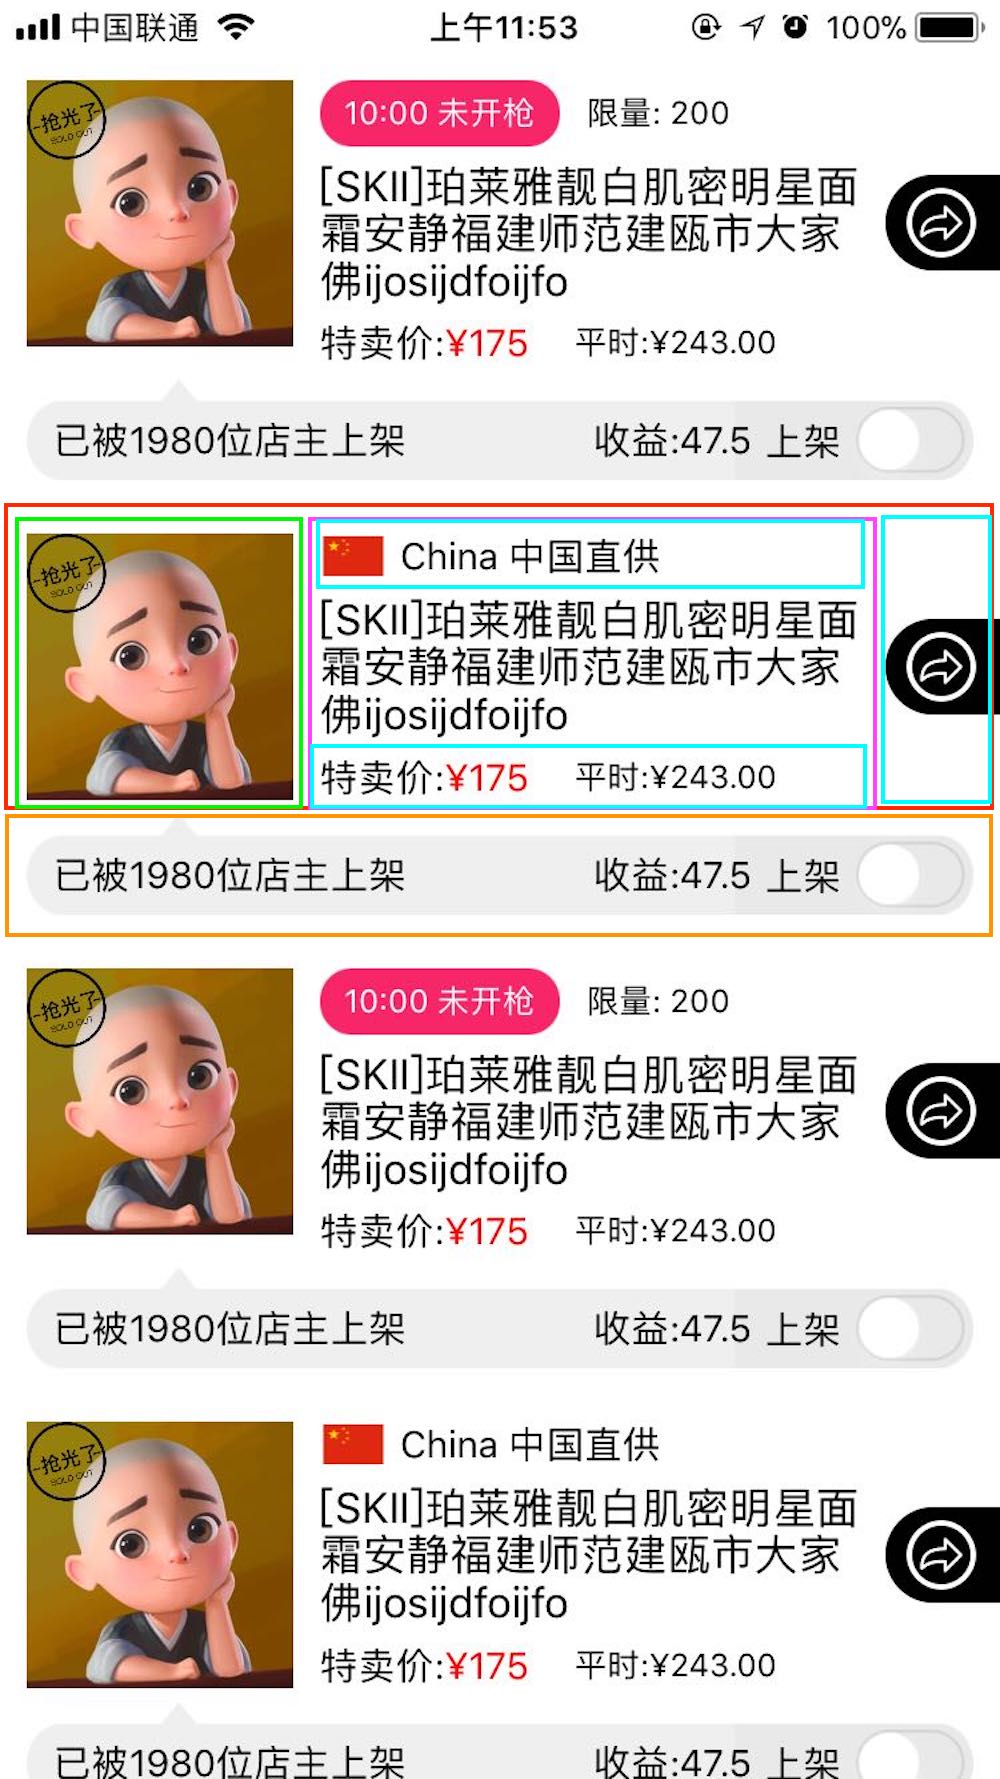 中国联通 上午11:53 100%
抢光了
SOLD OUT
10:00 未开枪 限量: 200
[SKII]珀莱雅靓白肌密明星面
霜安静福建师范建瓯市大家
佛ijosijdfoijfo
特卖价:¥175 平时:¥243.00
已被1980位店主上架 收益:47.5 上架
抢光了
SOLD OUT
China 中国直供
[SKII]珀莱雅靓白肌密明星面
霜安静福建师范建瓯市大家
佛ijosijdfoijfo
特卖价:¥175 平时:¥243.00
已被1980位店主上架 收益:47.5 上架
抢光了
SOLD OUT
10:00 未开枪 限量: 200
[SKII]珀莱雅靓白肌密明星面
霜安静福建师范建瓯市大家
佛ijosijdfoijfo
特卖价:¥175 平时:¥243.00
已被1980位店主上架 收益:47.5 上架
抢光了
SOLD OUT
China 中国直供
[SKII]珀莱雅靓白肌密明星面
霜安静福建师范建瓯市大家
佛ijosijdfoijfo
特卖价:¥175 平时:¥243.00
已被1980位店主上架 收益:47.5 上架